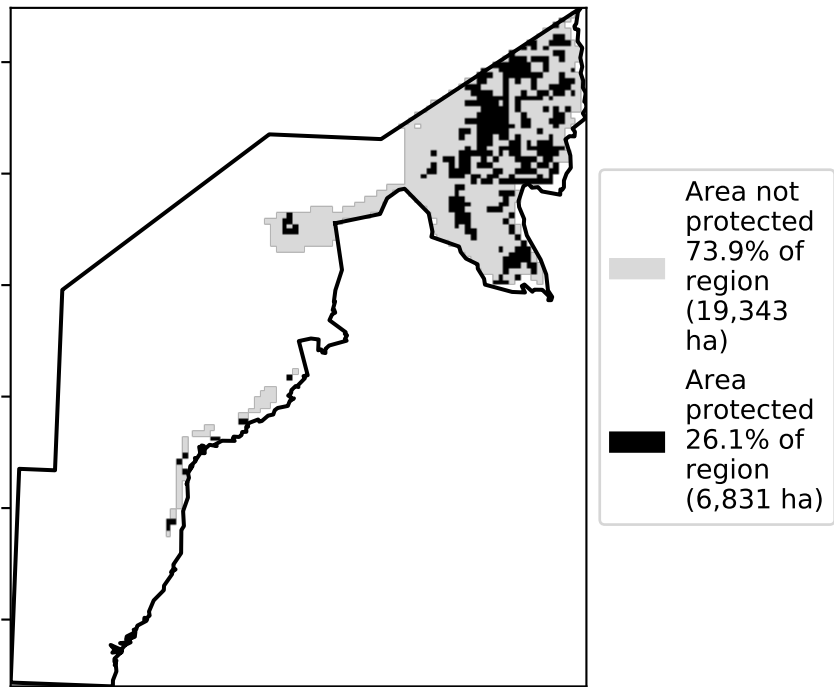 Area not
protected
73.9% of
region
(19,343
ha)
Area
protected
26.1% of
region
(6,831 ha)